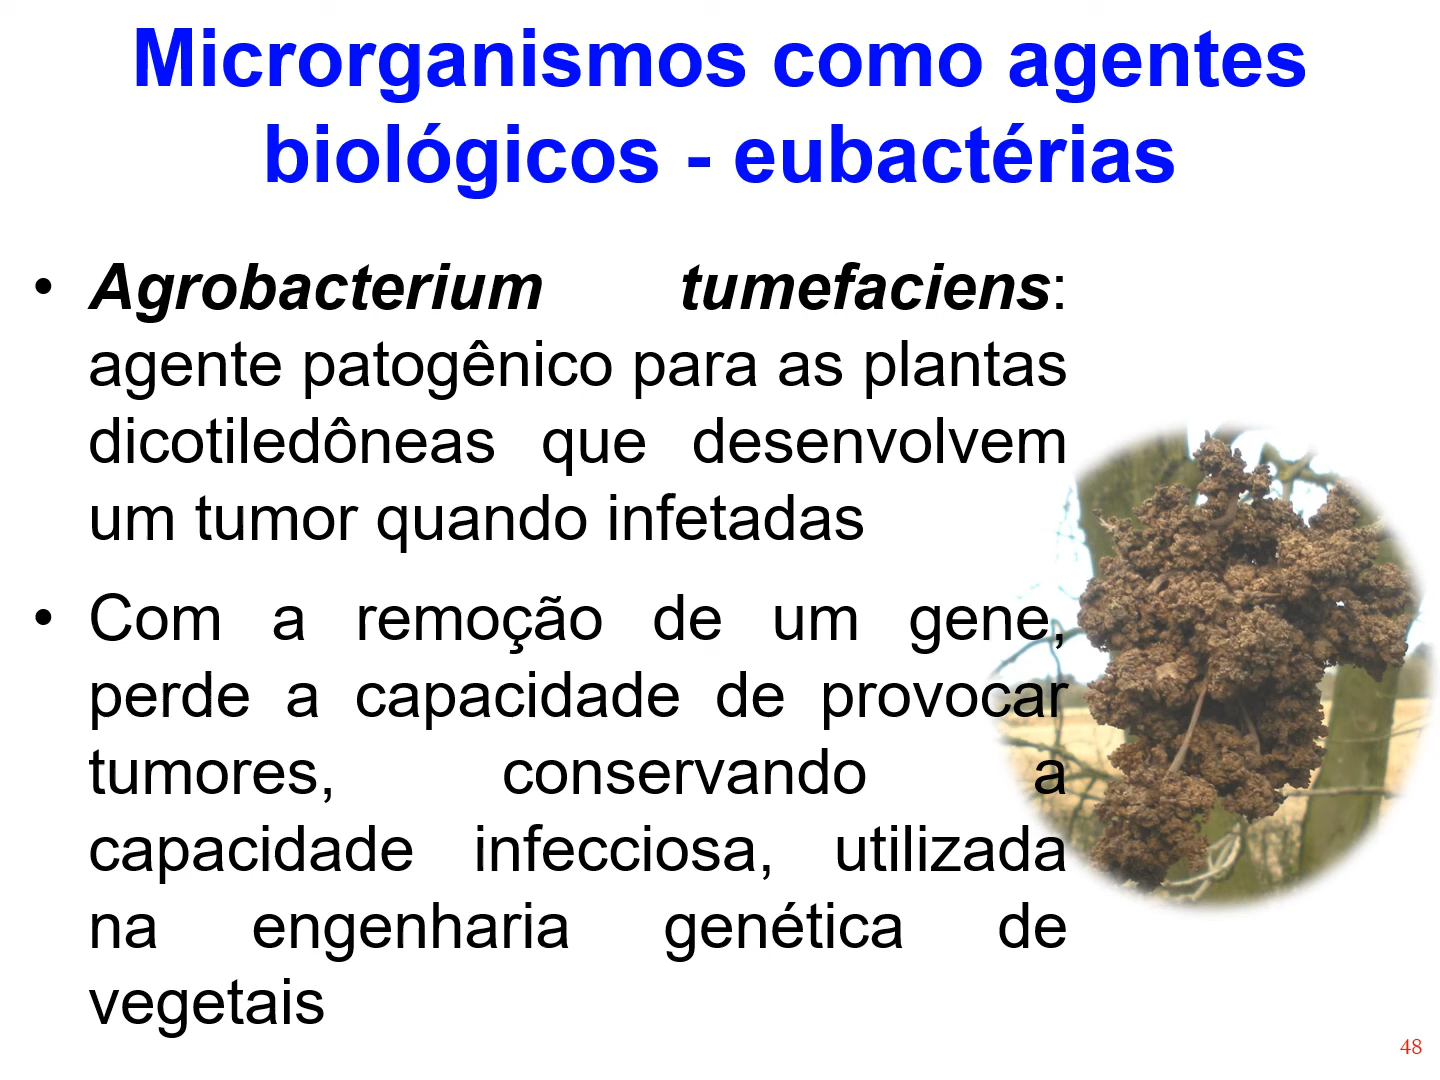 Microrganismos como agentes
biológicos - eubactérias
• Agrobacterium tumefaciens:
agente patogênico para as plantas
dicotiledôneas que desenvolvem
um tumor quando infetadas
• Com a remoção de um gene,
perde a capacidade de provocar
tumores, conservando a
capacidade infecciosa, utilizada
na engenharia genética de
vegetais
48